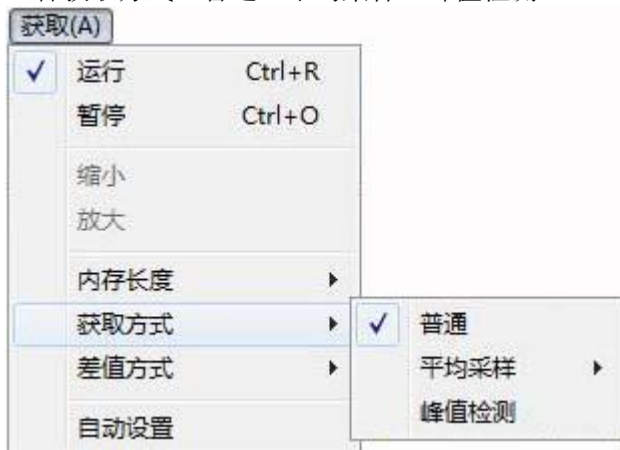 获取(A)
运行 Ctrl+R
暂停 Ctrl+O
缩小
放大
内存长度
获取方式
差值方式
自动设置
普通
平均采样
峰值检测